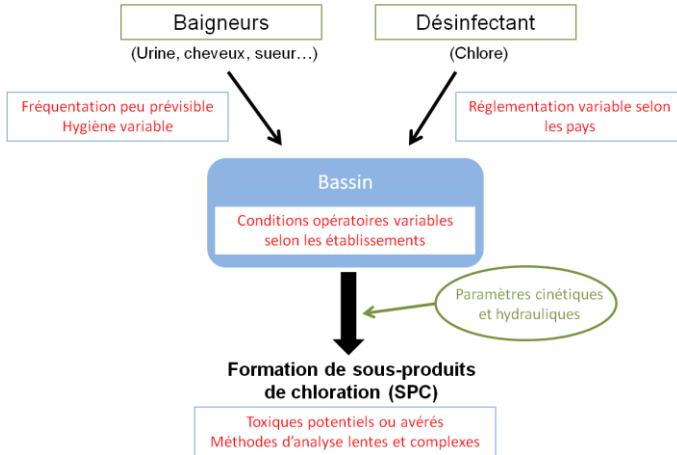 Baigneurs
(Urine, cheveux, sueur…)
Désinfectant
(Chlore)
Fréquentation peu prévisible
Hygiène variable
Réglementation variable selon
les pays
Bassin
Conditions opératoires variables
selon les établissements
Paramètres cinétiques
et hydrauliques
Formation de sous-produits
de chloration (SPC)
Toxiques potentiels ou avérés
Méthodes d'analyse lentes et complexes